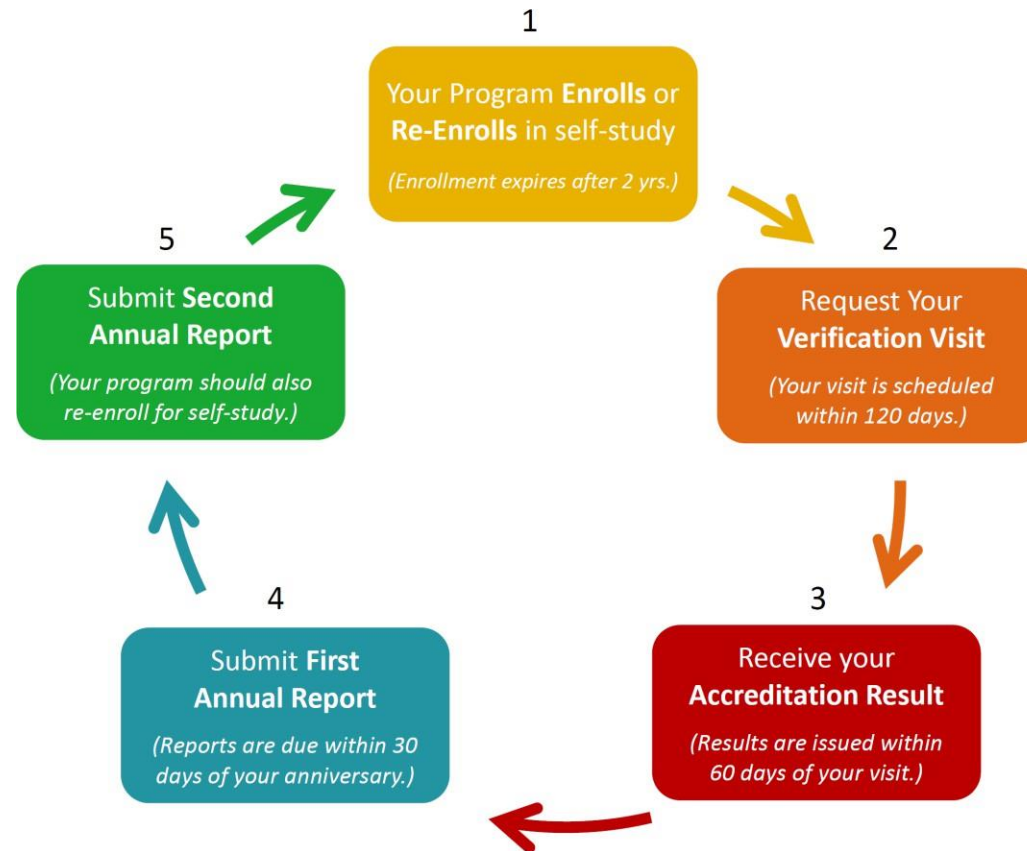 1
Your Program Enrolls or
Re-Enrolls in self-study
(Enrollment expires after 2 yrs.)
2
Request Your
Verification Visit
(Your visit is scheduled
within 120 days.)
3
Receive your
Accreditation Result
(Results are issued within
60 days of your visit.)
4
Submit First
Annual Report
(Reports are due within 30
days of your anniversary.)
5
Submit Second
Annual Report
(Your program should also
re-enroll for self-study.)